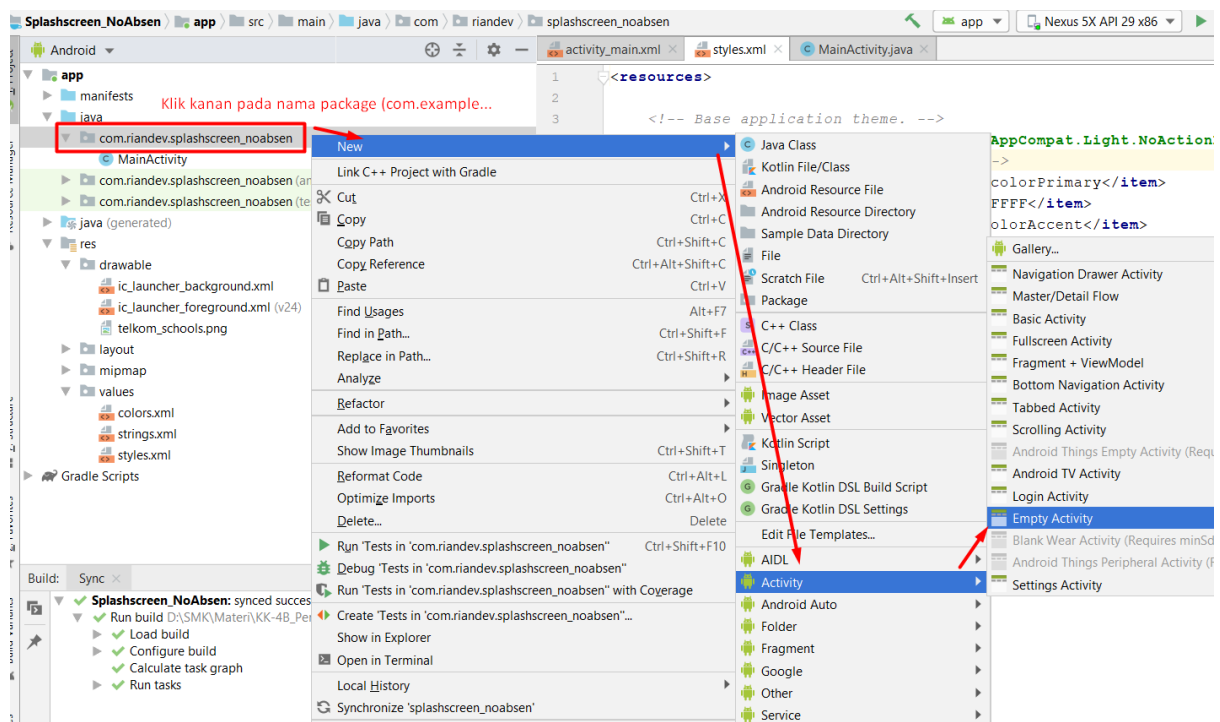 Splashscreen_NoAbsen app src main java com riandev splashscreen_noabsen app Nexus 5X API 29 x86
Android
activity_main.xml styles.xml MainActivity.java
app
manifests
java
Klik kanan pada nama package (com.example...
com.riandev.splashscreen_noabsen
MainActivity
com.riandev.splashscreen_noabsen
com.riandev.splashscreen_noabsen
java (generated)
res
drawable
ic_launcher_background.xml
ic_launcher_foreground.xml (v24)
telkom_schools.png
layout
mipmap
values
colors.xml
strings.xml
styles.xml
Gradle Scripts
1 <resources>
2
3 <!-- Base application theme. -->
AppCompat.Light.NoAction
->
colorPrimary</item>
FFFF</item>
olorAccent</item>
New
Link C++ Project with Gradle
Cut Ctrl+X
Copy Ctrl+C
Copy Path Ctrl+Shift+C
Copy Reference Ctrl+Alt+Shift+C
Paste Ctrl+V
Find Usages Alt+F7
Find in Path... Ctrl+Shift+F
Replace in Path... Ctrl+Shift+R
Analyze
Refactor
Add to Favorites
Show Image Thumbnails Ctrl+Shift+T
Reformat Code Ctrl+Alt+L
Optimize Imports Ctrl+Alt+O
Delete... Delete
Run 'Tests in 'com.riandev.splashscreen_noabsen'' Ctrl+Shift+F10
Debug 'Tests in 'com.riandev.splashscreen_noabsen''
Run 'Tests in 'com.riandev.splashscreen_noabsen'' with Coverage
Create 'Tests in 'com.riandev.splashscreen_noabsen''...
Show in Explorer
Open in Terminal
Local History
Synchronize 'splashscreen_noabsen'
Java Class
Kotlin File/Class
Android Resource File
Android Resource Directory
Sample Data Directory
File
Scratch File Ctrl+Alt+Shift+Insert
Package
C++ Class
C/C++ Source File
C/C++ Header File
Image Asset
Vector Asset
Kotlin Script
Singleton
Gradle Kotlin DSL Build Script
Gradle Kotlin DSL Settings
Edit File Templates...
AIDL
Activity
Android Auto
Folder
Fragment
Google
Other
Service
Gallery...
Navigation Drawer Activity
Master/Detail Flow
Basic Activity
Fullscreen Activity
Fragment + ViewModel
Bottom Navigation Activity
Tabbed Activity
Scrolling Activity
Android Things Empty Activity (Requ
Android TV Activity
Login Activity
Empty Activity
Blank Wear Activity (Requires minSd
Android Things Peripheral Activity (R
Settings Activity
Build: Sync
Splashscreen_NoAbsen: synced succes
Run build D:\SMK\Materi\KK-4B_Pe
Load build
Configure build
Calculate task graph
Run tasks